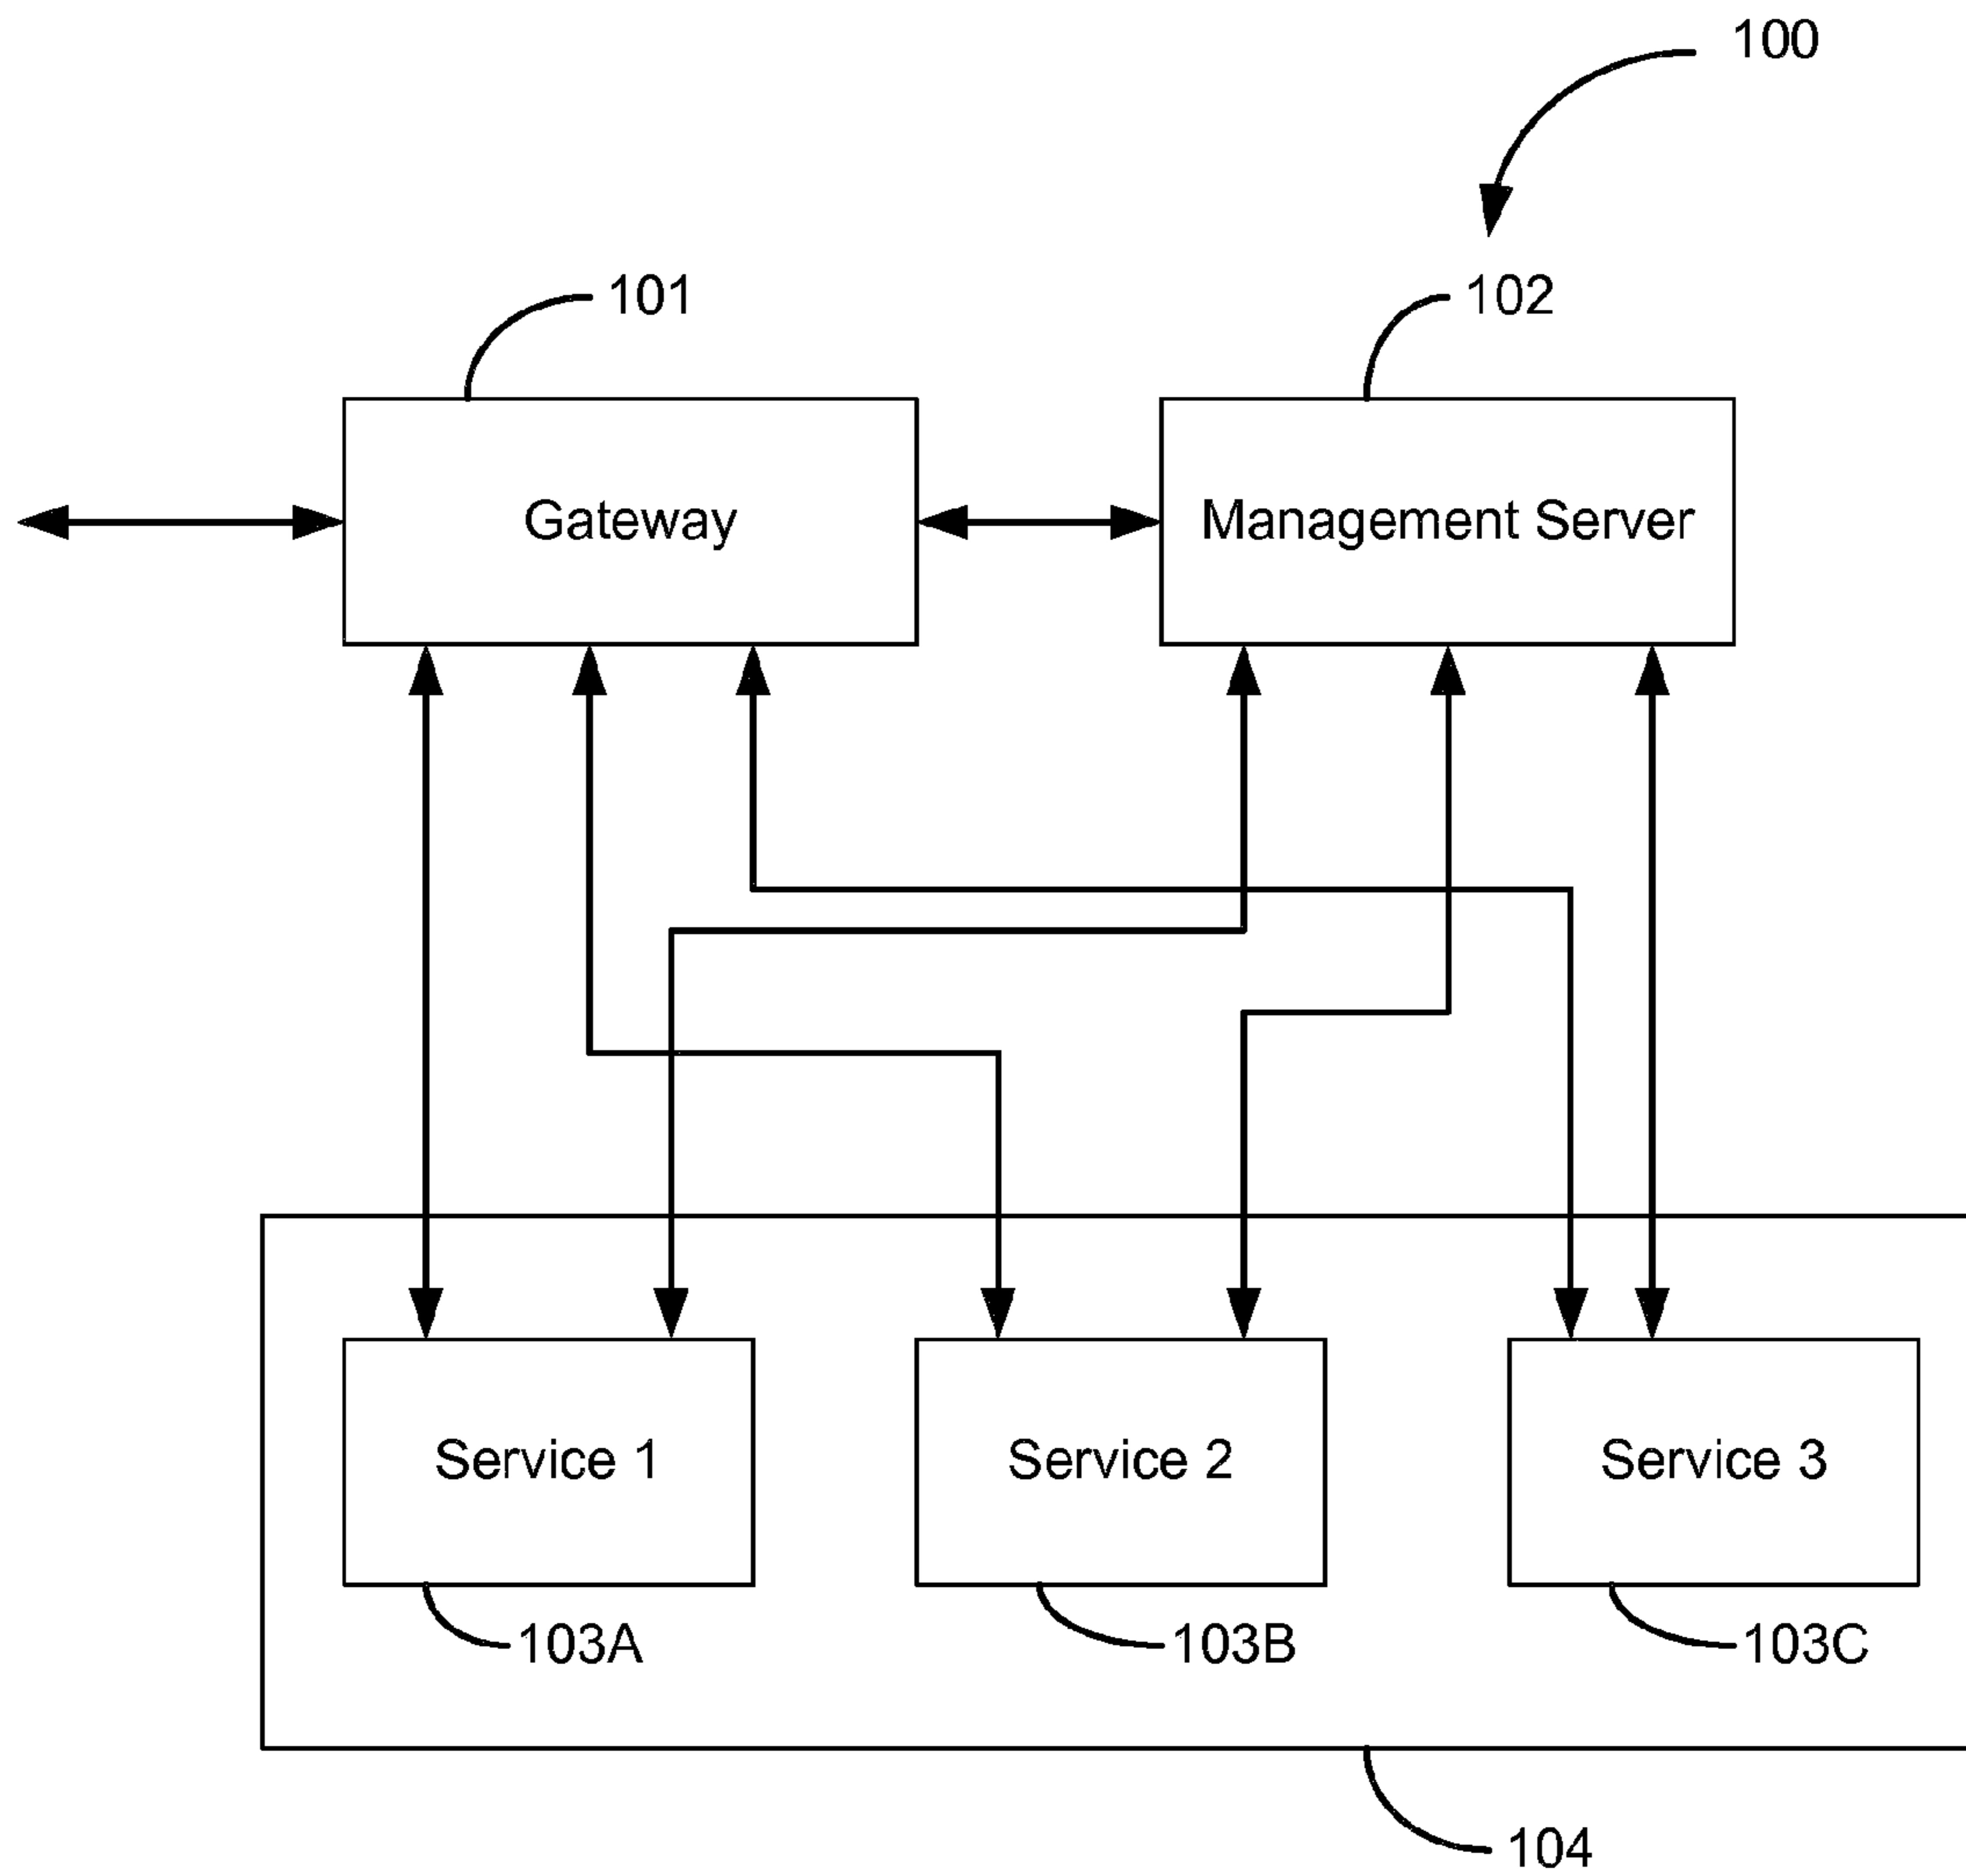 100
101
102
Gateway
Management Server
Service 1
Service 2
Service 3
103A
103B
103C
104